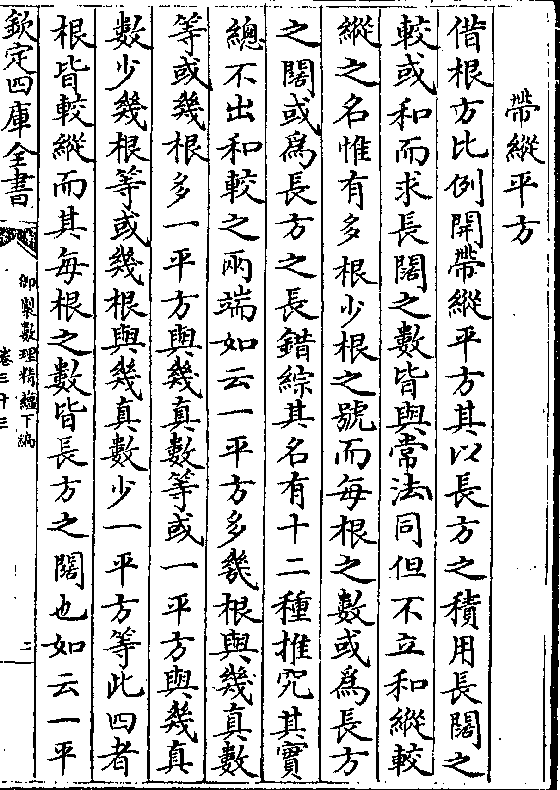 帶縱平方
借根方比例開帶縱平方其以長方之積用長闊之
較或和而求長闊之數皆與常法同但不立和縱較
縱之名惟有多根少根之號而每根之數或爲長方
之闊或爲長方之長錯綜其名有十二種推究其實
總不出和較之兩端如云一平方多幾根與幾真數
等或幾根多一平方與幾真數等或一平方與幾真
數少幾根等或幾根與幾真數少一平方等此四者
根皆較縱而其每根之數皆長方之闊也如云一平
欽定四庫全書
御製數理精蘊下編
卷三十三
二